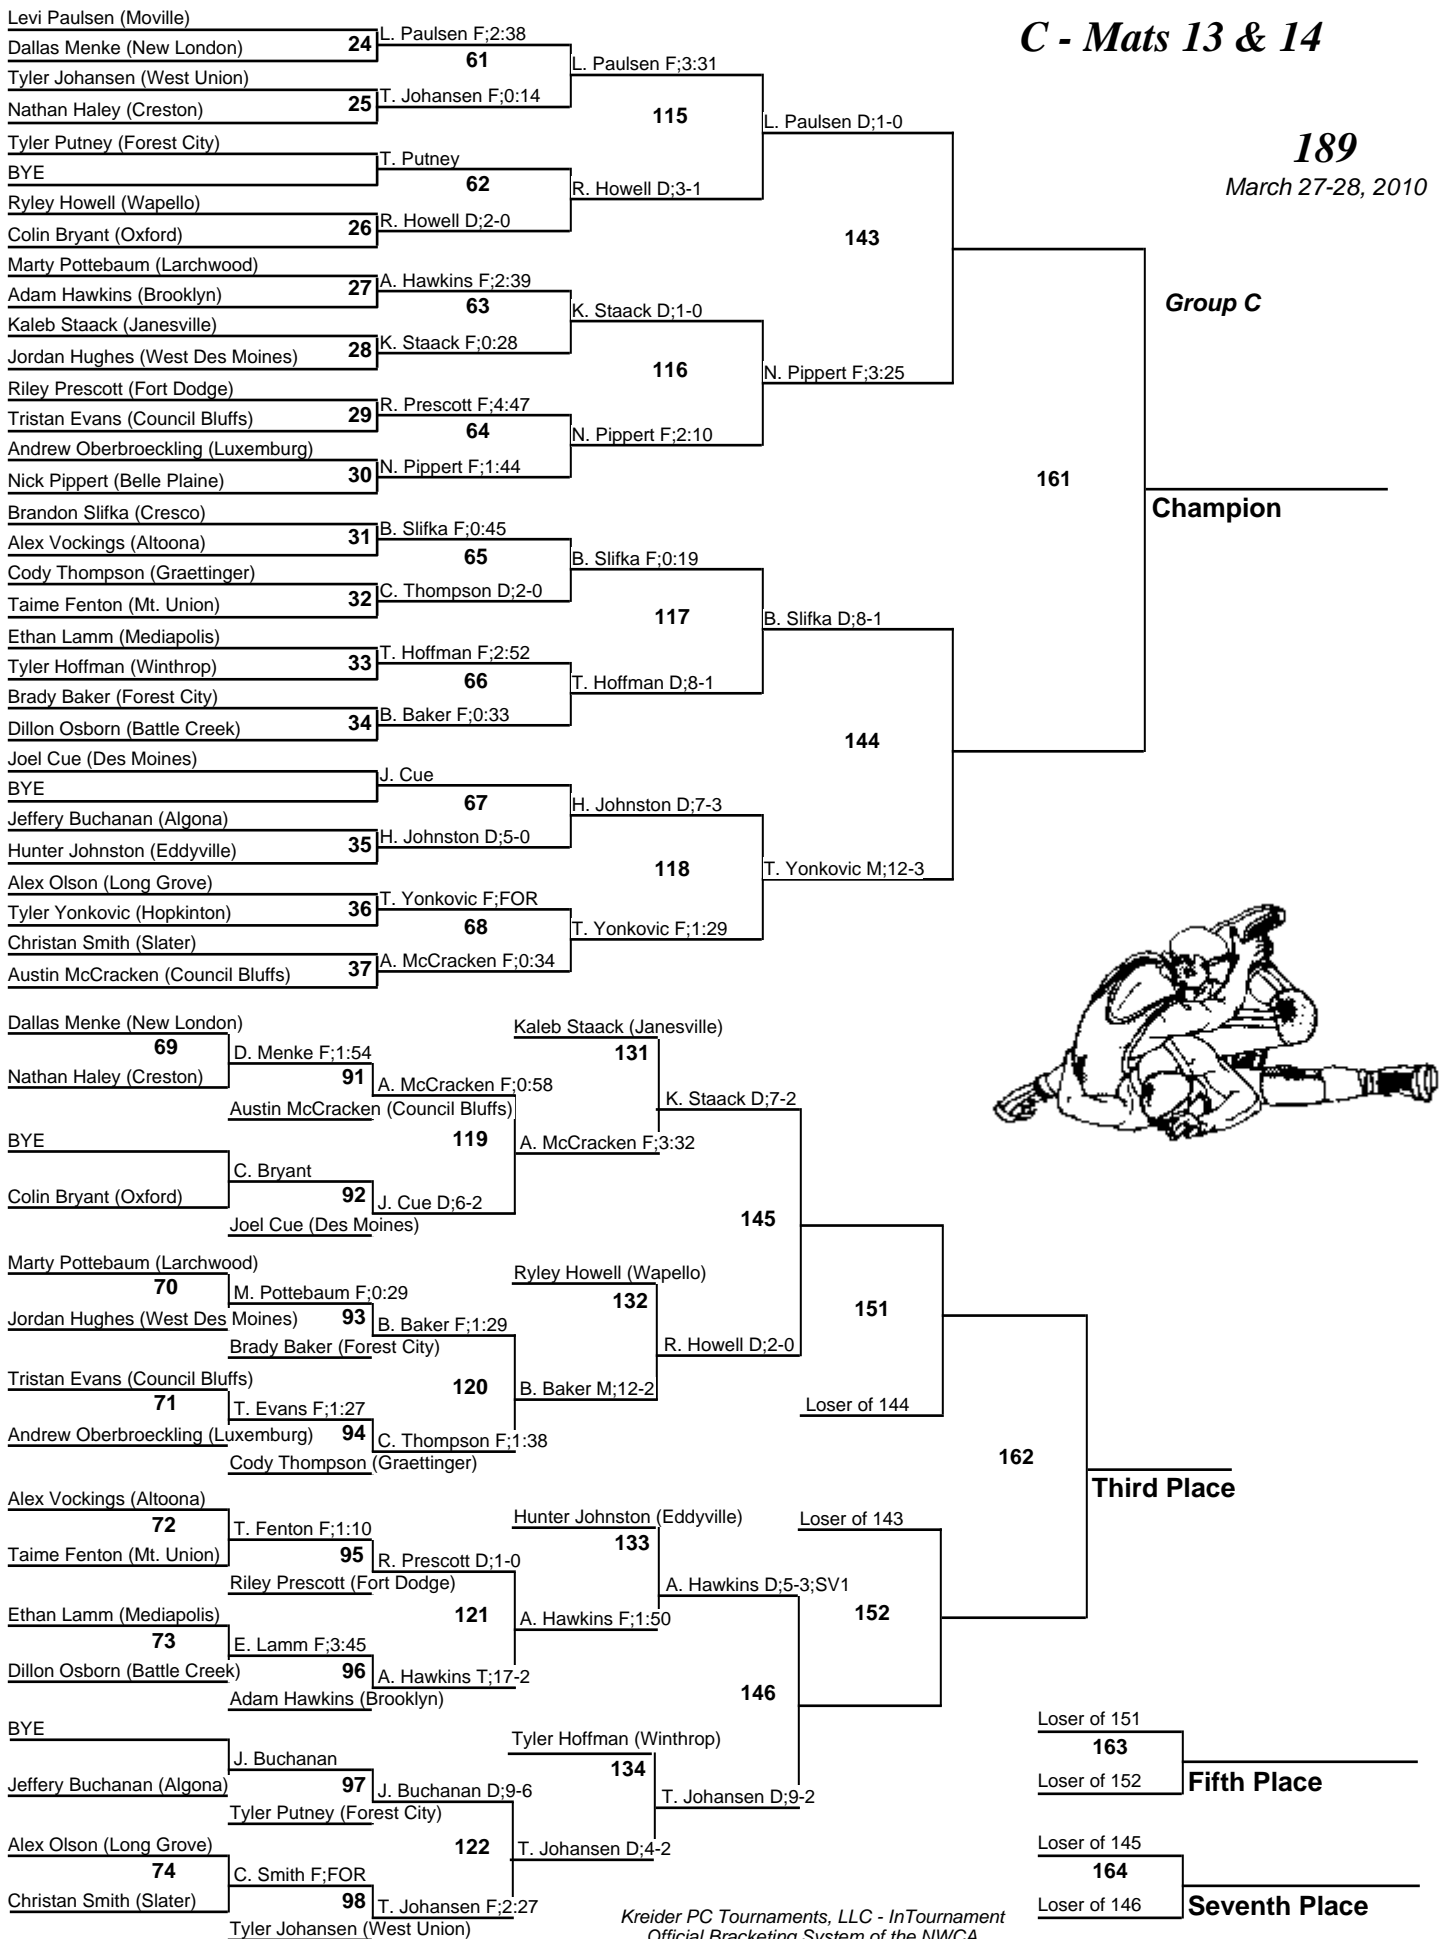 C - Mats 13 & 14
189
March 27-28, 2010
Group C
Levi Paulsen (Moville)
24
L. Paulsen F;2:38
Dallas Menke (New London)
61
L. Paulsen F;3:31
Tyler Johansen (West Union)
25
T. Johansen F;0:14
Nathan Haley (Creston)
115
L. Paulsen D;1-0
Tyler Putney (Forest City)
T. Putney
BYE
62
R. Howell D;3-1
Ryley Howell (Wapello)
26
R. Howell D;2-0
Colin Bryant (Oxford)
143
Marty Pottebaum (Larchwood)
27
A. Hawkins F;2:39
Adam Hawkins (Brooklyn)
63
K. Staack D;1-0
Kaleb Staack (Janesville)
28
K. Staack F;0:28
Jordan Hughes (West Des Moines)
116
N. Pippert F;3:25
Riley Prescott (Fort Dodge)
29
R. Prescott F;4:47
Tristan Evans (Council Bluffs)
64
N. Pippert F;2:10
Andrew Oberbroeckling (Luxemburg)
30
N. Pippert F;1:44
Nick Pippert (Belle Plaine)
161
Champion
Brandon Slifka (Cresco)
31
B. Slifka F;0:45
Alex Vockings (Altoona)
65
B. Slifka F;0:19
Cody Thompson (Graettinger)
32
C. Thompson D;2-0
Taime Fenton (Mt. Union)
117
B. Slifka D;8-1
Ethan Lamm (Mediapolis)
33
T. Hoffman F;2:52
Tyler Hoffman (Winthrop)
66
T. Hoffman D;8-1
Brady Baker (Forest City)
34
B. Baker F;0:33
Dillon Osborn (Battle Creek)
144
Joel Cue (Des Moines)
J. Cue
BYE
67
H. Johnston D;7-3
Jeffery Buchanan (Algona)
35
H. Johnston D;5-0
Hunter Johnston (Eddyville)
118
T. Yonkovic M;12-3
Alex Olson (Long Grove)
36
T. Yonkovic F;FOR
Tyler Yonkovic (Hopkinton)
68
T. Yonkovic F;1:29
Christan Smith (Slater)
37
A. McCracken F;0:34
Austin McCracken (Council Bluffs)
Dallas Menke (New London)
69
D. Menke F;1:54
Nathan Haley (Creston)
91
A. McCracken F;0:58
Austin McCracken (Council Bluffs)
119
A. McCracken F;3:32
Kaleb Staack (Janesville)
131
K. Staack D;7-2
BYE
C. Bryant
Colin Bryant (Oxford)
92
J. Cue D;6-2
Joel Cue (Des Moines)
145
Marty Pottebaum (Larchwood)
70
M. Pottebaum F;0:29
Jordan Hughes (West Des Moines)
93
B. Baker F;1:29
Brady Baker (Forest City)
Ryley Howell (Wapello)
132
R. Howell D;2-0
151
Tristan Evans (Council Bluffs)
71
T. Evans F;1:27
Andrew Oberbroeckling (Luxemburg)
94
C. Thompson F;1:38
Cody Thompson (Graettinger)
120
B. Baker M;12-2
Loser of 144
162
Third Place
Alex Vockings (Altoona)
72
T. Fenton F;1:10
Taime Fenton (Mt. Union)
95
R. Prescott D;1-0
Riley Prescott (Fort Dodge)
Hunter Johnston (Eddyville)
133
A. Hawkins D;5-3;SV1
Loser of 143
152
Ethan Lamm (Mediapolis)
73
E. Lamm F;3:45
Dillon Osborn (Battle Creek)
96
A. Hawkins T;17-2
Adam Hawkins (Brooklyn)
121
A. Hawkins F;1:50
146
BYE
J. Buchanan
Jeffery Buchanan (Algona)
97
J. Buchanan D;9-6
Tyler Putney (Forest City)
Tyler Hoffman (Winthrop)
134
T. Johansen D;9-2
Alex Olson (Long Grove)
74
C. Smith F;FOR
Christan Smith (Slater)
98
T. Johansen F;2:27
Tyler Johansen (West Union)
122
T. Johansen D;4-2
Loser of 151
163
Loser of 152
Fifth Place
Loser of 145
164
Loser of 146
Seventh Place
Kreider PC Tournaments, LLC - InTournament
Official Bracketing System of the NWCA